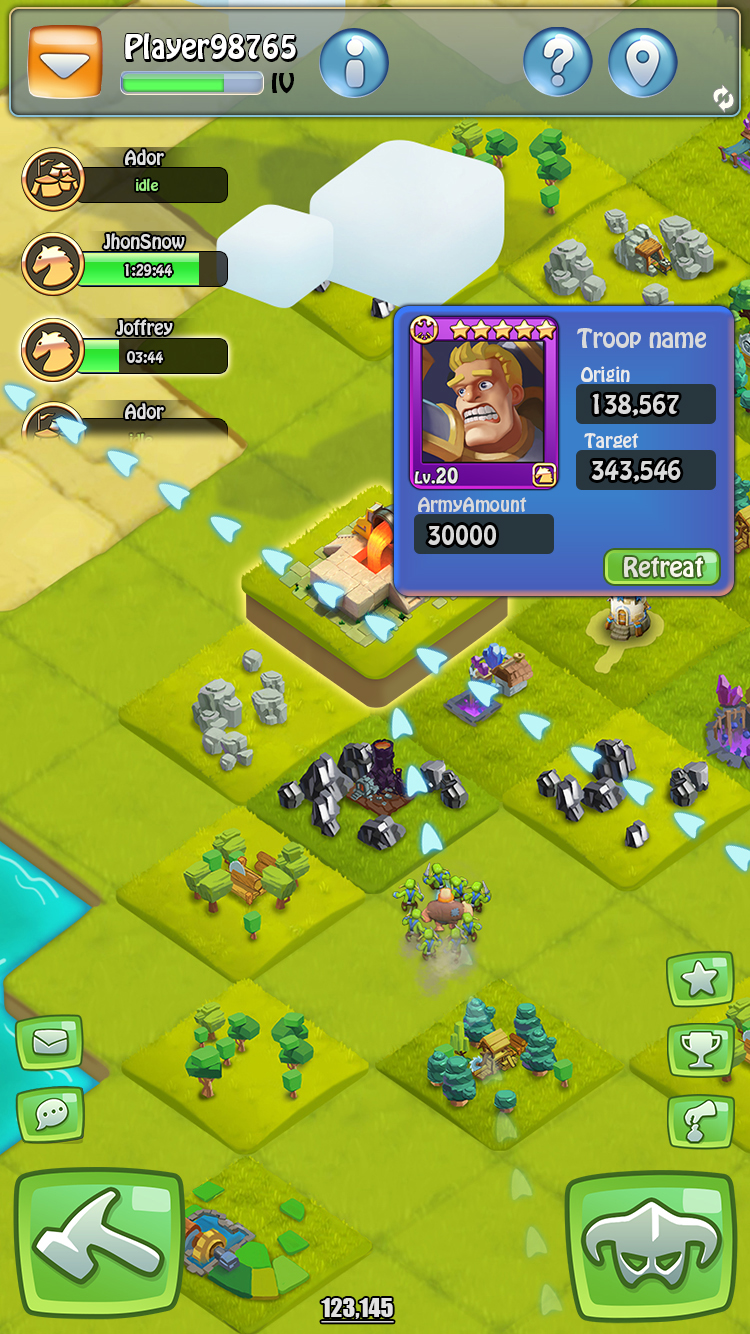 Player98765
IV
Ador
idle
JhonSnow
1:29:44
Joffrey
03:44
Ador
Troop name
Origin
138,567
Target
343,546
Lv.20
ArmyAmount
30000
Retreat
123,145